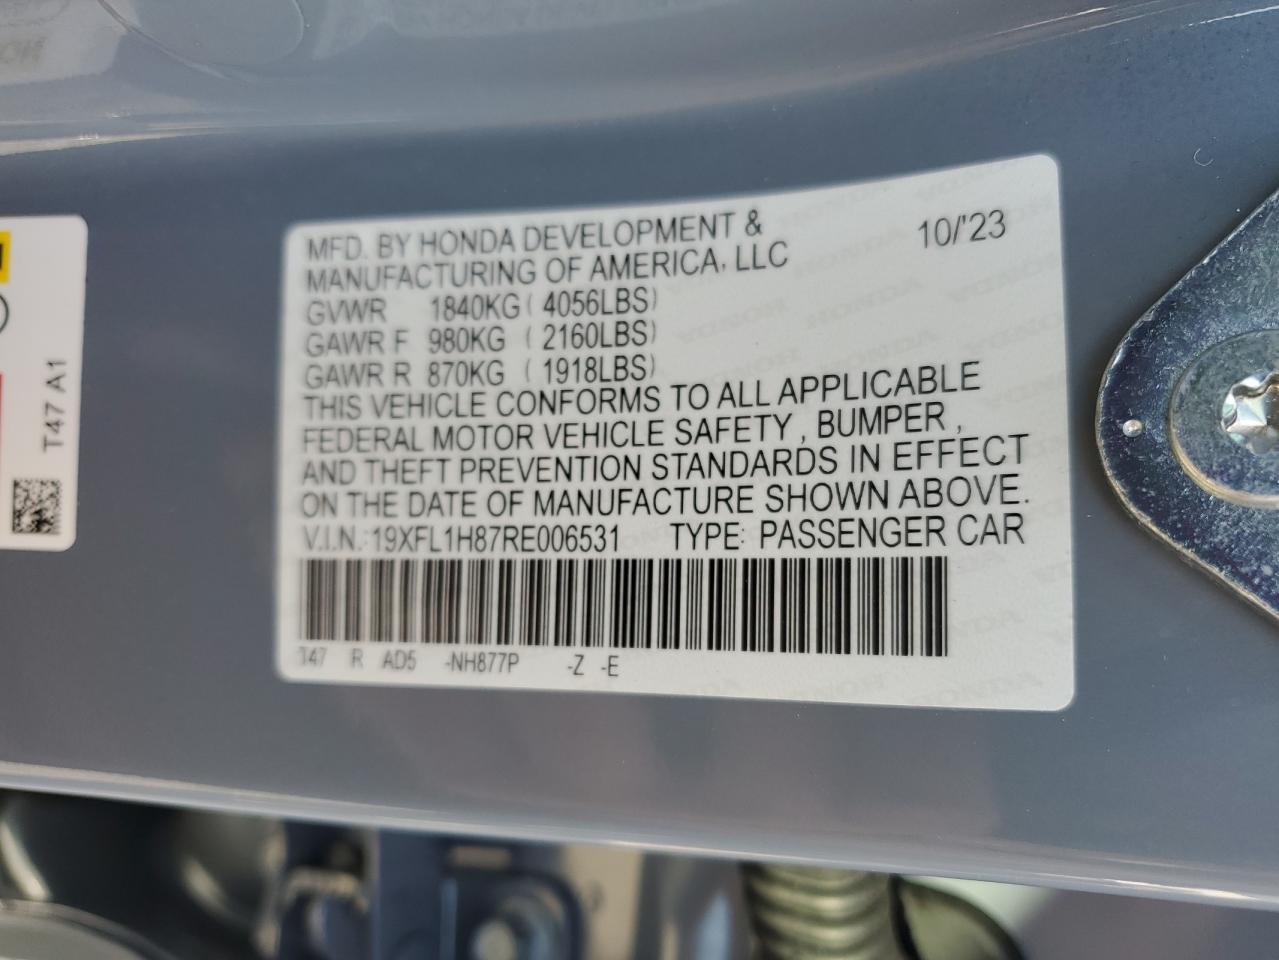 MFD. BY HONDA DEVELOPMENT & 10/'23
MANUFACTURING OF AMERICA, LLC
GVWR 1840KG ( 4056LBS)
GAWR F 980KG ( 2160LBS)
GAWR R 870KG ( 1918LBS)
THIS VEHICLE CONFORMS TO ALL APPLICABLE
FEDERAL MOTOR VEHICLE SAFETY , BUMPER ,
AND THEFT PREVENTION STANDARDS IN EFFECT
ON THE DATE OF MANUFACTURE SHOWN ABOVE.
V.I.N.:19XFL1H87RE006531 TYPE: PASSENGER CAR
T47 R AD5 -NH877P -Z -E
T47 A1